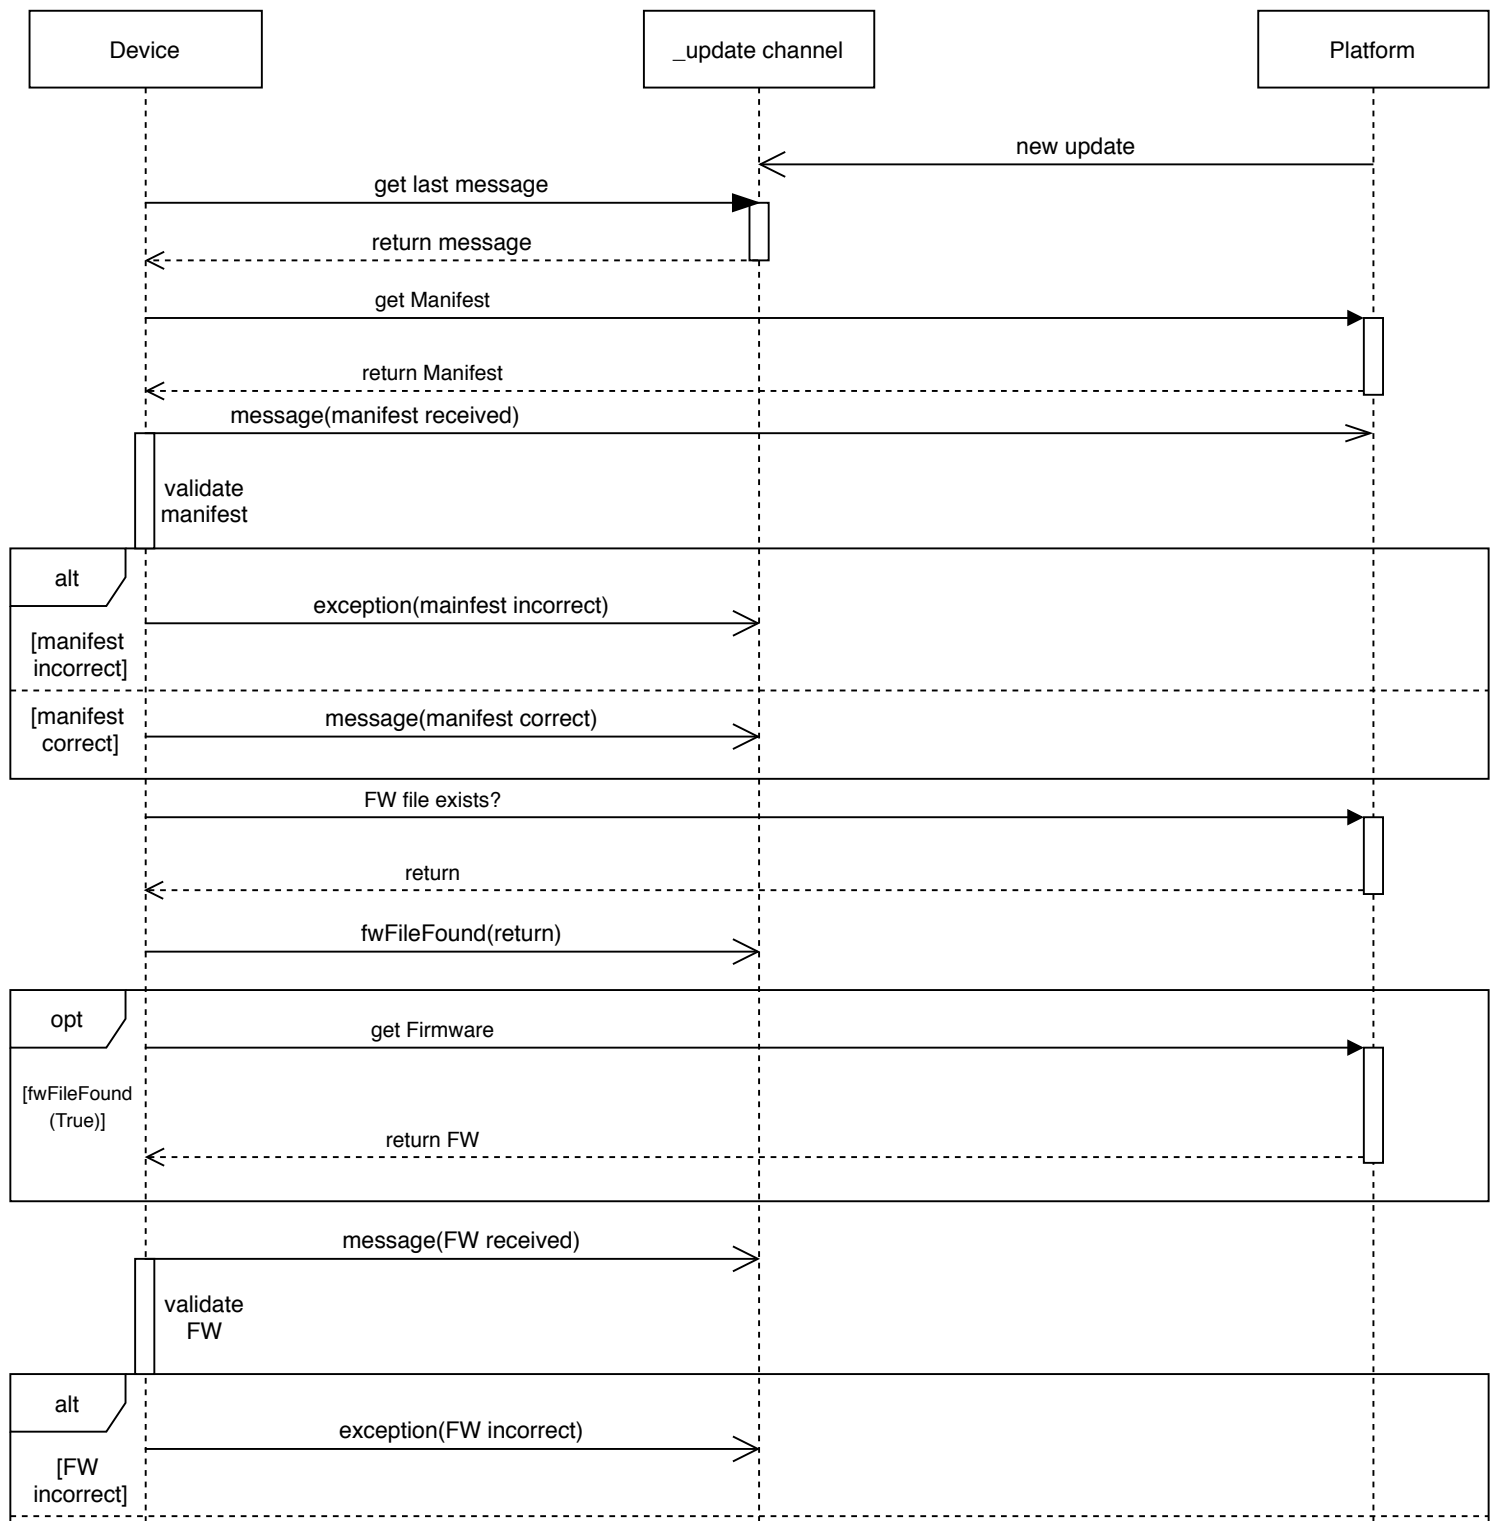 Device
_update channel
Platform
new update
get last message
return message
get Manifest
return Manifest
message(manifest received)
validate
manifest
alt
exception(mainfest incorrect)
[manifest
incorrect]
[manifest
correct]
message(manifest correct)
FW file exists?
return
fwFileFound(return)
opt
get Firmware
[fwFileFound
(True)]
return FW
message(FW received)
validate
FW
alt
exception(FW incorrect)
[FW
incorrect]